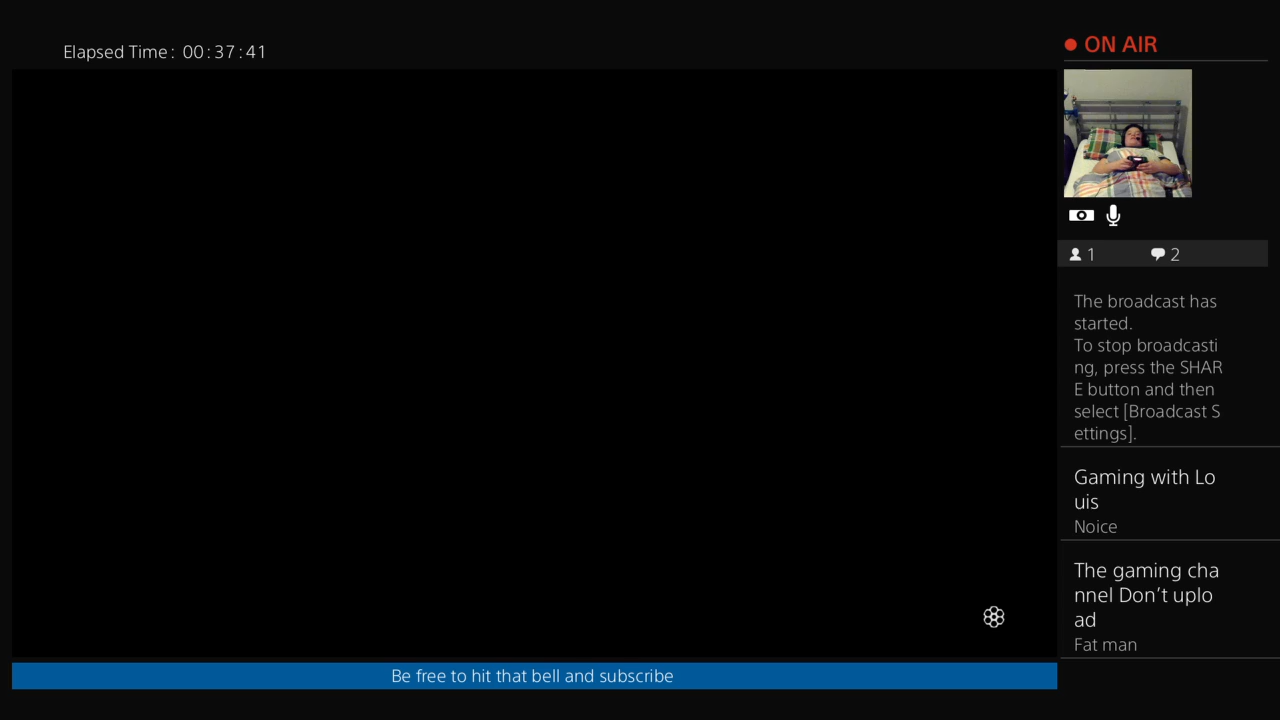 Elapsed Time: 00:37:41
ON AIR
1 2
The broadcast has
started.
To stop broadcasti
ng, press the SHAR
E button and then
select [Broadcast S
ettings].
Gaming with Lo
uis
Noice
The gaming cha
nnel Don't uplo
ad
Fat man
Be free to hit that bell and subscribe